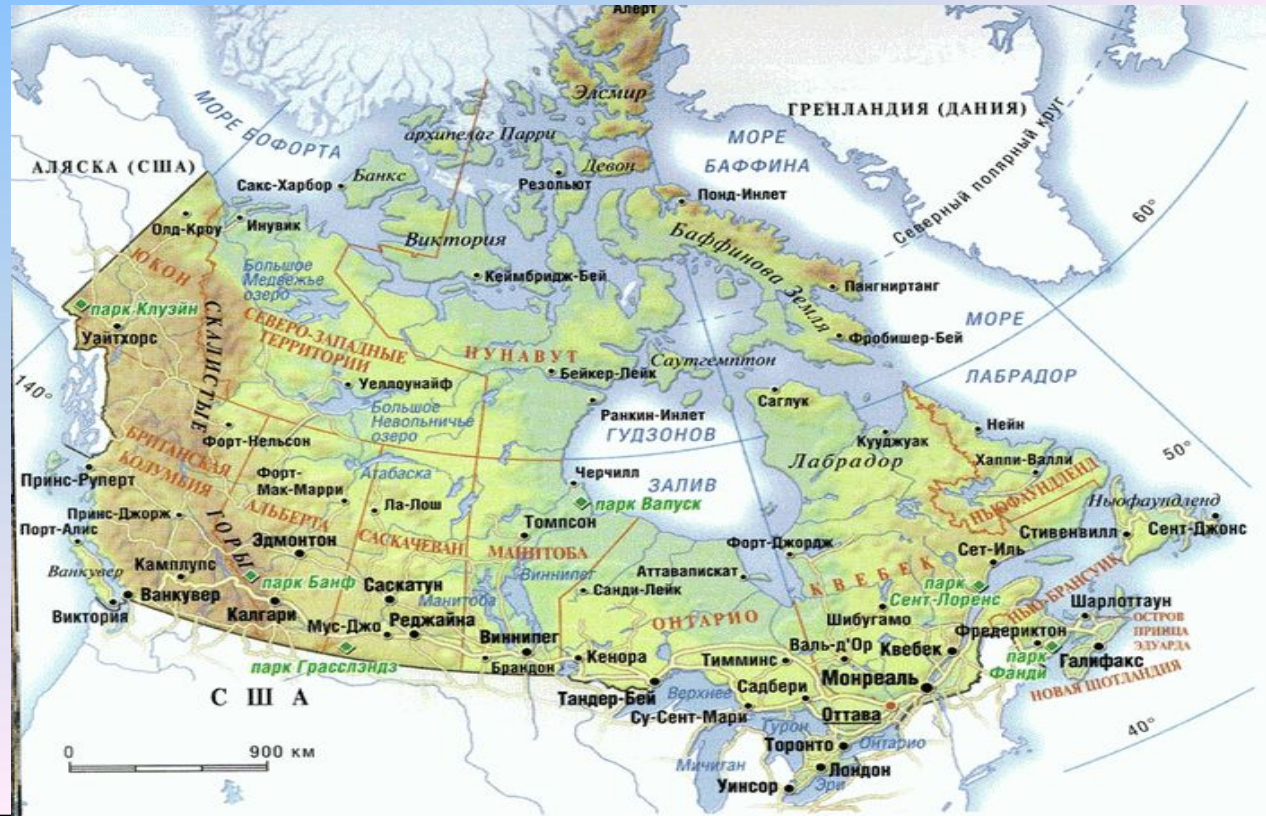 Алерт
Элсмир
ГРЕНЛАНДИЯ (ДАНИЯ)
МОРЕ БОФОРТА
архипелаг Парри
МОРЕ
БАФФИНА
Северный полярный круг
АЛЯСКА (США)
Сакс-Харбор
Банкс
Девон
Резольют
Понд-Инлет
60°
Олд-Кроу
Инувик
Виктория
Баффинова Земля
ЮКОН
Большое
Медвежье
озеро
Кеймбридж-Бей
Пангниртанг
парк Клуэйн
Уайтхорс
СКАЛИСТЫЕ
ГОРЫ
СЕВЕРО-ЗАПАДНЫЕ
ТЕРРИТОРИИ
НУНАВУТ
МОРЕ
ЛАБРАДОР
Фробишер-Бей
Саутгемптон
140°
Уеллоунайф
Бейкер-Лейк
Саглук
Большое
Невольничье
озеро
Ранкин-Инлет
ГУДЗОНОВ
ЗАЛИВ
Форт-Нельсон
Кууджуак
Нейн
50°
БРИТАНСКАЯ
КОЛУМБИЯ
Форт-
Мак-Марри
Атабаска
Черчилл
Лабрадор
Хаппи-Валли
Принс-Руперт
АЛЬБЕРТА
Ла-Лош
парк Вапуск
НЬЮФАУНДЛЕНД
Ньюфаундленд
Принс-Джорж
Порт-Алис
Эдмонтон
САСКАЧЕВАН
Томпсон
МАНИТОБА
Форт-Джордж
КВЕБЕК
Сет-Иль
Стивенвилл
Сент-Джонс
Ванкувер
Камплупс
парк Банф
Саскатун
Виннипег
Аттавапискат
парк
Сент-Лоренс
НЬЮ-БРАНСУИК
Ванкувер
Калгари
Манитоба
Санди-Лейк
Шарлоттаун
Виктория
Мус-Джо
Реджайна
Виннипег
ОНТАРИО
Шибугамо
Фредериктон
ОСТРОВ
ПРИНЦА
ЭДУАРДА
парк Грасслэндз
Брандон
Кенора
Тимминс
Валь-д'Ор
Квебек
парк
Фанди
Галифакс
США
Тандер-Бей
Верхнее
Садбери
Монреаль
НОВАЯ ШОТЛАНДИЯ
Су-Сент-Мари
Оттава
40°
Гурон
0
900 км
Торонто
Онтарио
Мичиган
Лондон
Уинсор
Эри